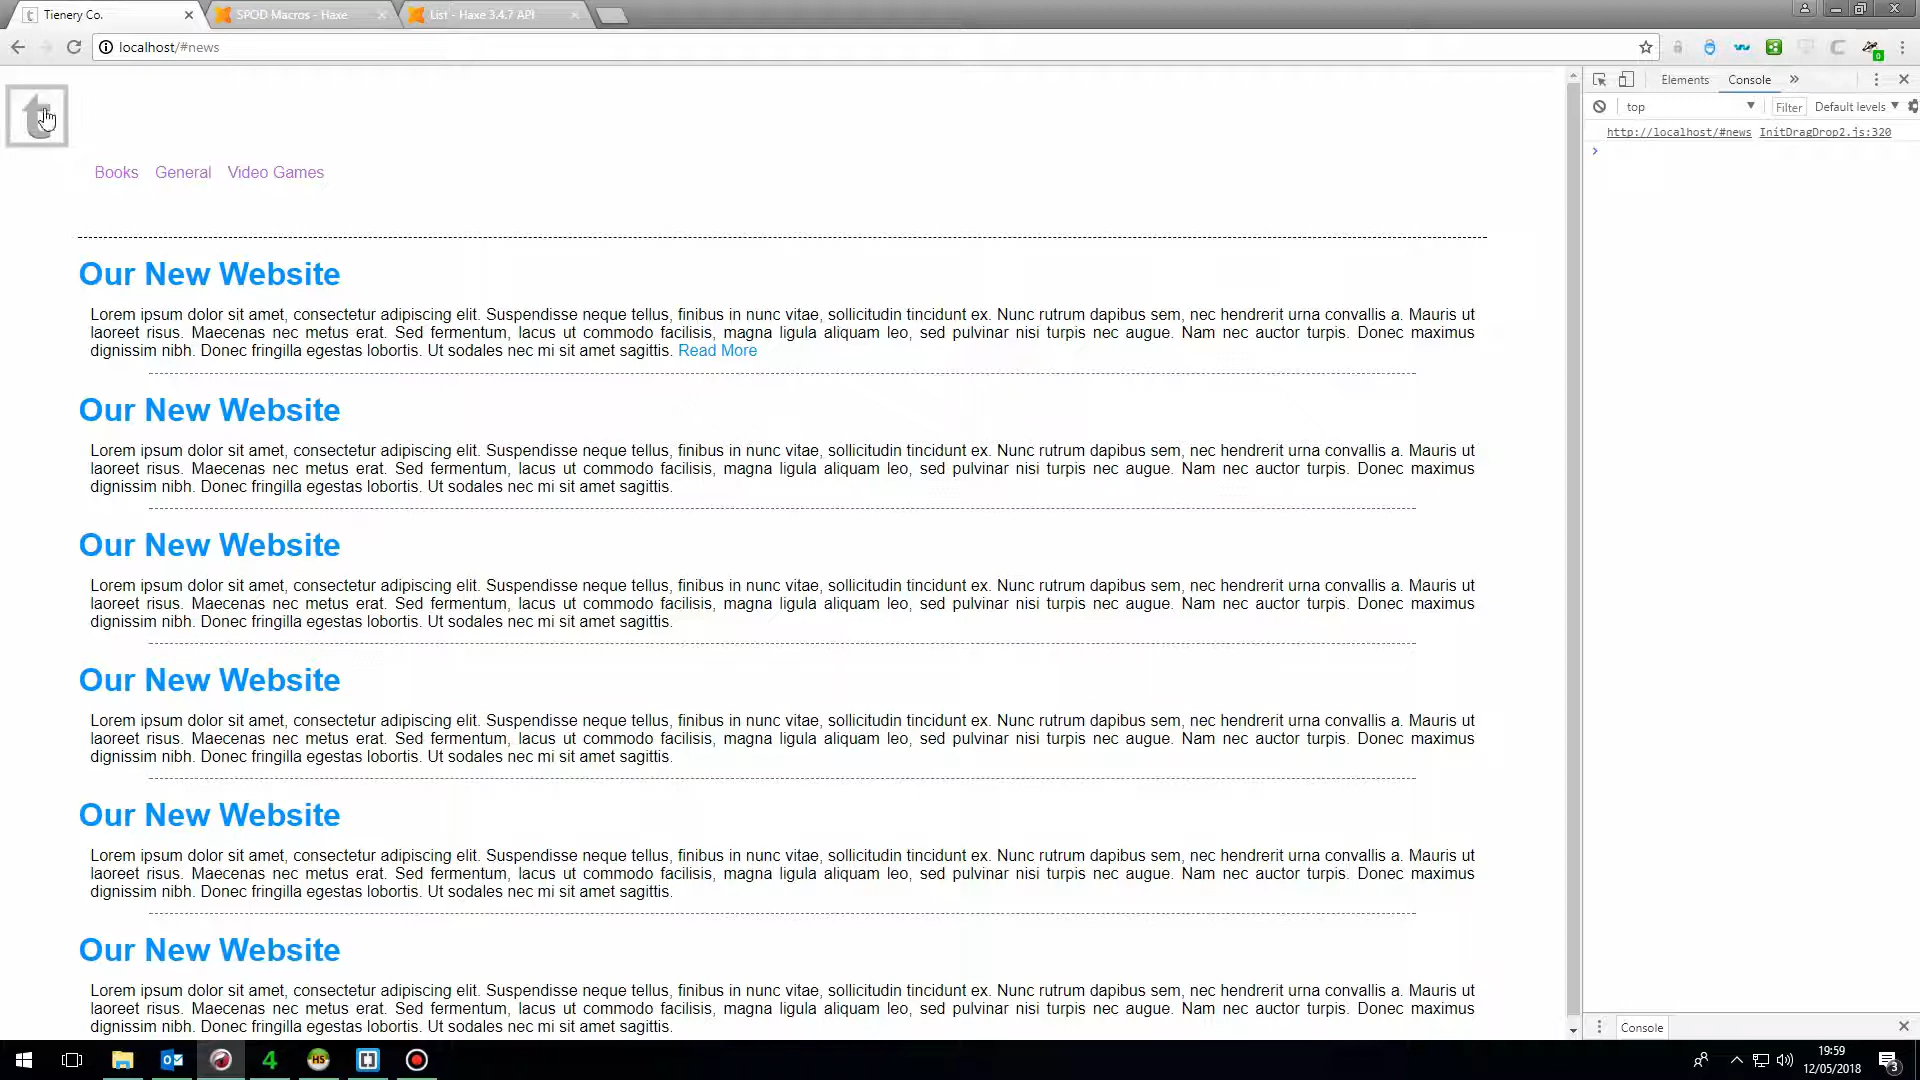 Tienery Co.
SPOD Macros - Haxe
List - Haxe 3.4.7 API
localhost/#news
Elements
Console
top
Filter
Default levels
http://localhost/#news InitDragDrop2.js:320
t
Books General Video Games
Our New Website
Lorem ipsum dolor sit amet, consectetur adipiscing elit. Suspendisse neque tellus, finibus in nunc vitae, sollicitudin tincidunt ex. Nunc rutrum dapibus sem, nec hendrerit urna convallis a. Mauris ut
laoreet risus. Maecenas nec metus erat. Sed fermentum, lacus ut commodo facilisis, magna ligula aliquam leo, sed pulvinar nisi turpis nec augue. Nam nec auctor turpis. Donec maximus
dignissim nibh. Donec fringilla egestas lobortis. Ut sodales nec mi sit amet sagittis. Read More
Our New Website
Lorem ipsum dolor sit amet, consectetur adipiscing elit. Suspendisse neque tellus, finibus in nunc vitae, sollicitudin tincidunt ex. Nunc rutrum dapibus sem, nec hendrerit urna convallis a. Mauris ut
laoreet risus. Maecenas nec metus erat. Sed fermentum, lacus ut commodo facilisis, magna ligula aliquam leo, sed pulvinar nisi turpis nec augue. Nam nec auctor turpis. Donec maximus
dignissim nibh. Donec fringilla egestas lobortis. Ut sodales nec mi sit amet sagittis.
Our New Website
Lorem ipsum dolor sit amet, consectetur adipiscing elit. Suspendisse neque tellus, finibus in nunc vitae, sollicitudin tincidunt ex. Nunc rutrum dapibus sem, nec hendrerit urna convallis a. Mauris ut
laoreet risus. Maecenas nec metus erat. Sed fermentum, lacus ut commodo facilisis, magna ligula aliquam leo, sed pulvinar nisi turpis nec augue. Nam nec auctor turpis. Donec maximus
dignissim nibh. Donec fringilla egestas lobortis. Ut sodales nec mi sit amet sagittis.
Our New Website
Lorem ipsum dolor sit amet, consectetur adipiscing elit. Suspendisse neque tellus, finibus in nunc vitae, sollicitudin tincidunt ex. Nunc rutrum dapibus sem, nec hendrerit urna convallis a. Mauris ut
laoreet risus. Maecenas nec metus erat. Sed fermentum, lacus ut commodo facilisis, magna ligula aliquam leo, sed pulvinar nisi turpis nec augue. Nam nec auctor turpis. Donec maximus
dignissim nibh. Donec fringilla egestas lobortis. Ut sodales nec mi sit amet sagittis.
Our New Website
Lorem ipsum dolor sit amet, consectetur adipiscing elit. Suspendisse neque tellus, finibus in nunc vitae, sollicitudin tincidunt ex. Nunc rutrum dapibus sem, nec hendrerit urna convallis a. Mauris ut
laoreet risus. Maecenas nec metus erat. Sed fermentum, lacus ut commodo facilisis, magna ligula aliquam leo, sed pulvinar nisi turpis nec augue. Nam nec auctor turpis. Donec maximus
dignissim nibh. Donec fringilla egestas lobortis. Ut sodales nec mi sit amet sagittis.
Our New Website
Lorem ipsum dolor sit amet, consectetur adipiscing elit. Suspendisse neque tellus, finibus in nunc vitae, sollicitudin tincidunt ex. Nunc rutrum dapibus sem, nec hendrerit urna convallis a. Mauris ut
laoreet risus. Maecenas nec metus erat. Sed fermentum, lacus ut commodo facilisis, magna ligula aliquam leo, sed pulvinar nisi turpis nec augue. Nam nec auctor turpis. Donec maximus
dignissim nibh. Donec fringilla egestas lobortis. Ut sodales nec mi sit amet sagittis.
Console
4
HS
19:59
12/05/2018
3